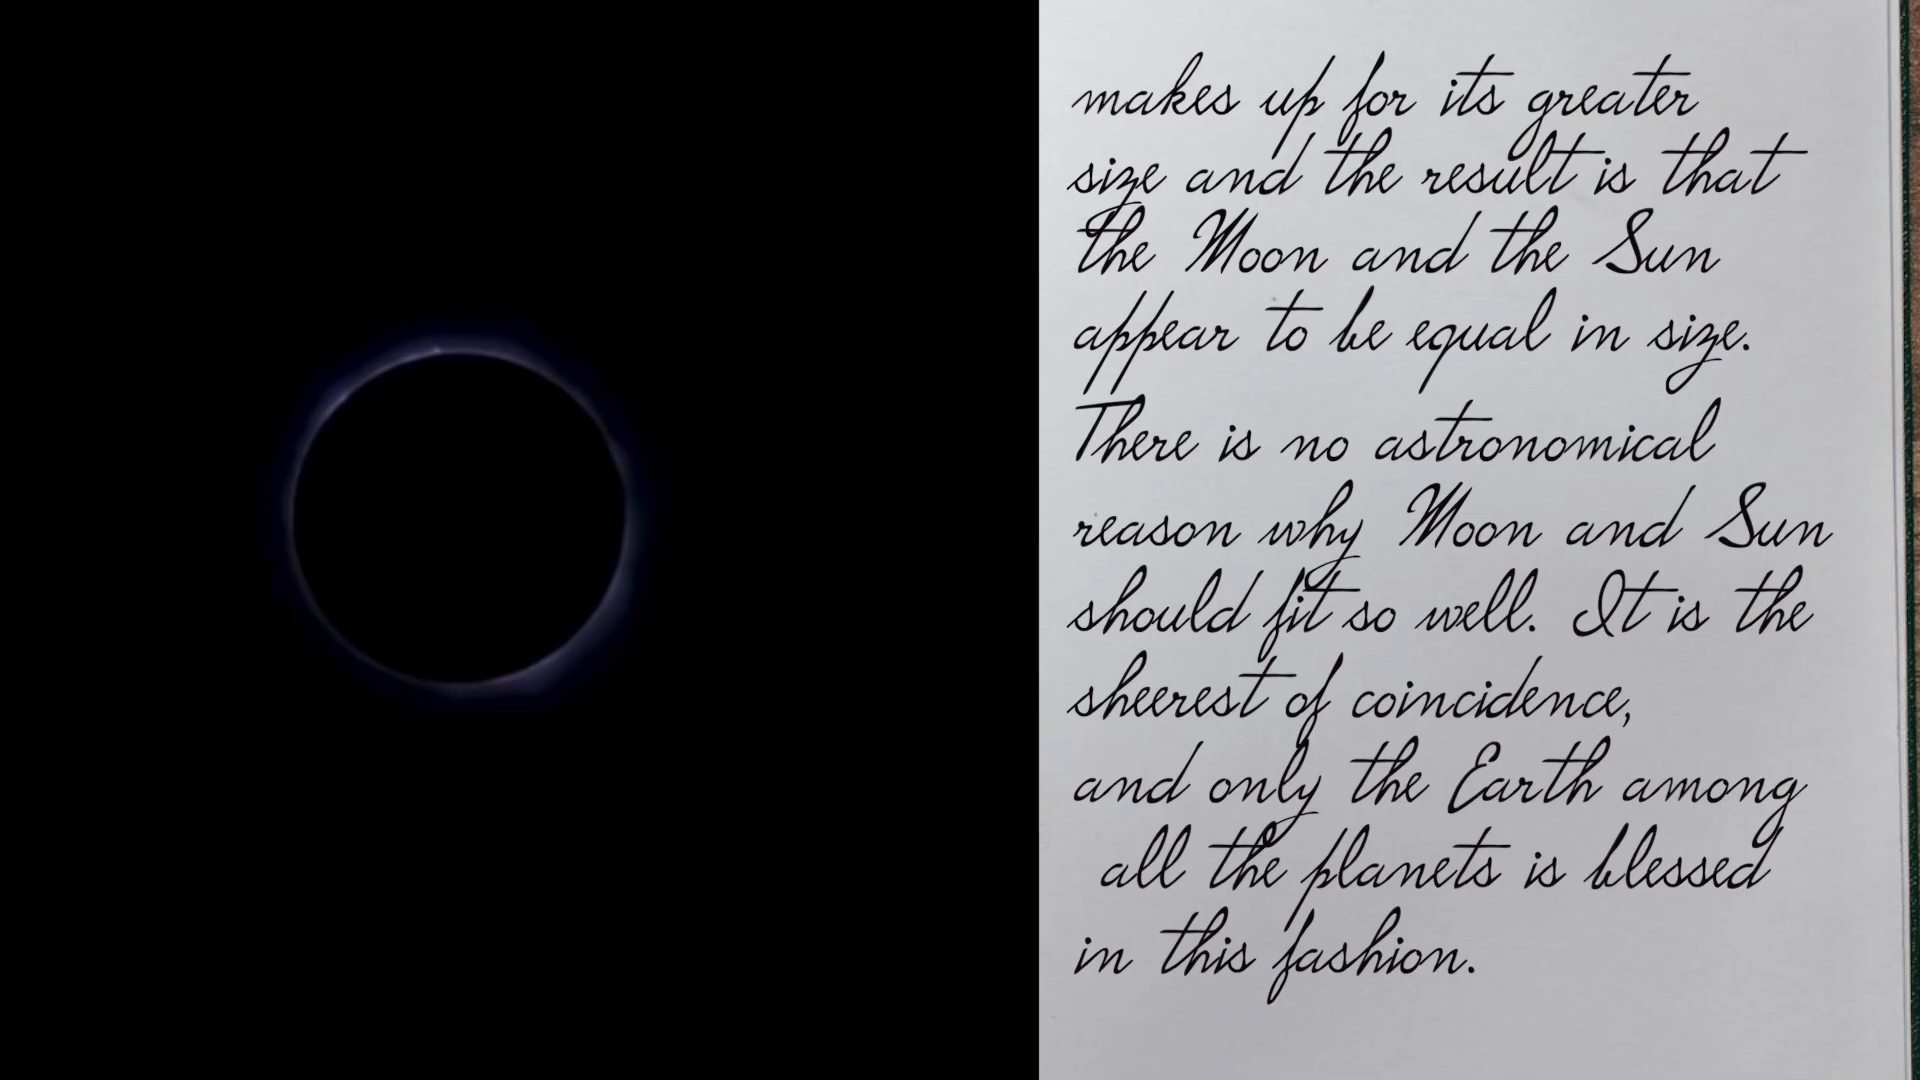 makes up for its greater
size and the result is that
the Moon and the Sun
appear to be equal in size.
There is no astronomical
reason why Moon and Sun
should fit so well. It is the
sheerest of coincidence,
and only the Earth among
all the planets is blessed
in this fashion.